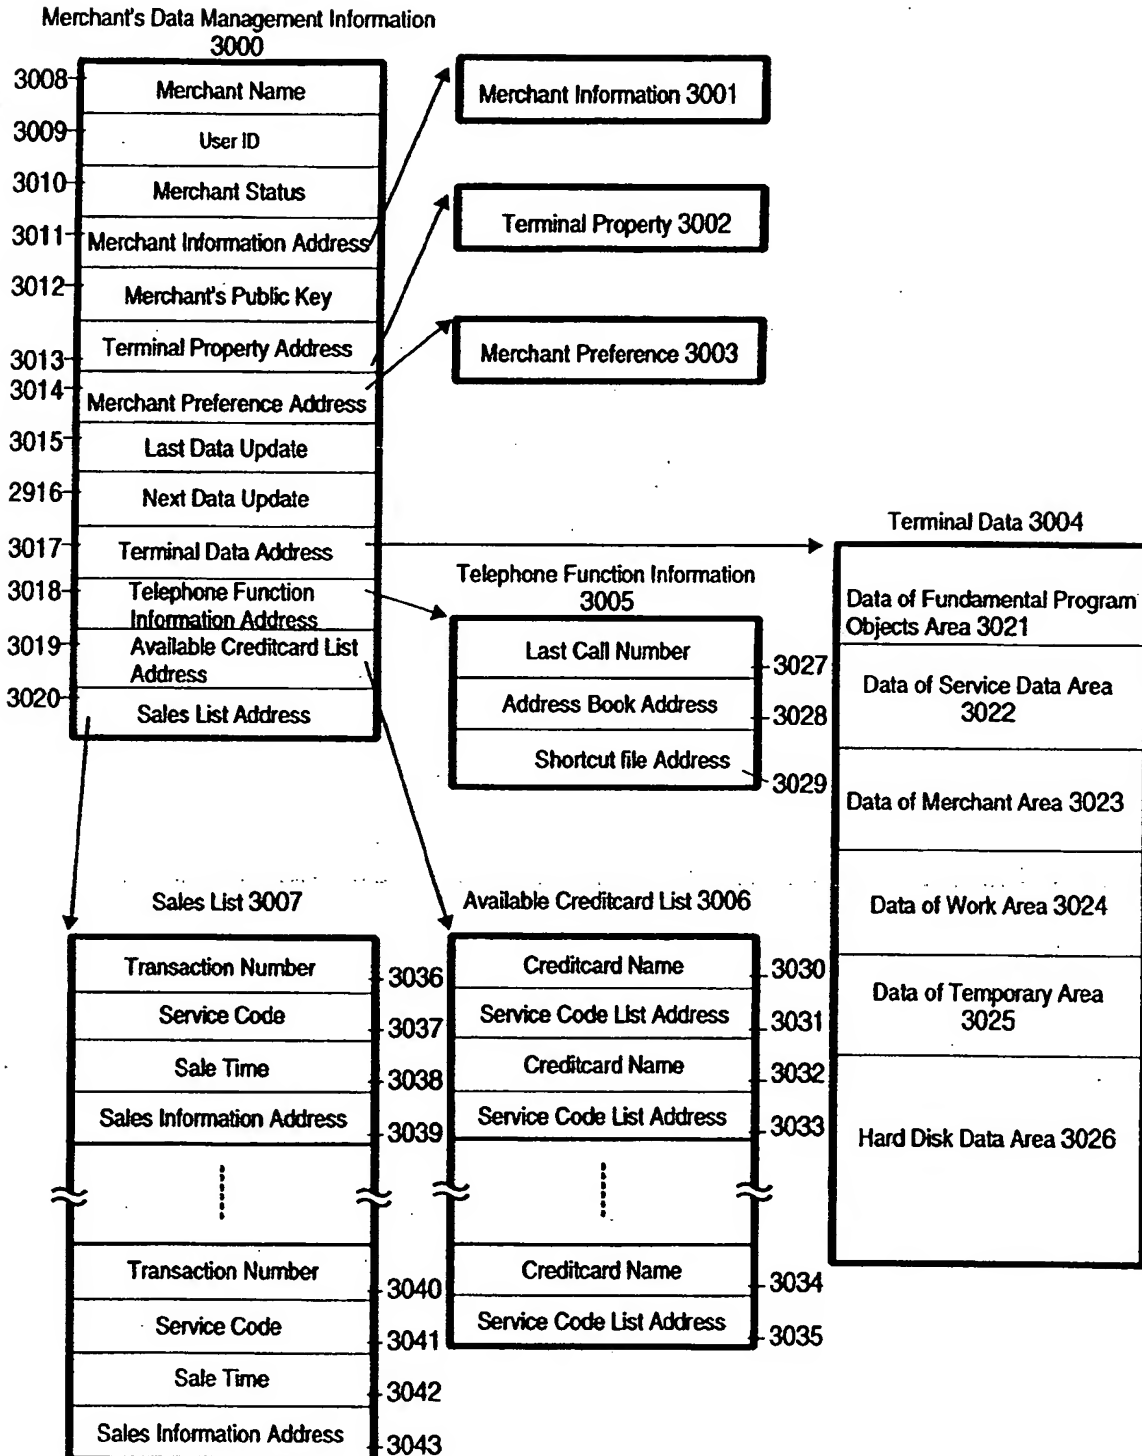 Merchant's Data Management Information
3000
3008
Merchant Name
3009
User ID
3010
Merchant Status
3011
Merchant Information Address
3012
Merchant's Public Key
3013
Terminal Property Address
3014
Merchant Preference Address
3015
Last Data Update
2916
Next Data Update
3017
Terminal Data Address
3018
Telephone Function
Information Address
3019
Available Creditcard List
Address
3020
Sales List Address
Merchant Information 3001
Terminal Property 3002
Merchant Preference 3003
Telephone Function Information
3005
Last Call Number
3027
Address Book Address
3028
Shortcut file Address
3029
Terminal Data 3004
Data of Fundamental Program
Objects Area 3021
Data of Service Data Area
3022
Data of Merchant Area 3023
Data of Work Area 3024
Data of Temporary Area
3025
Hard Disk Data Area 3026
Sales List 3007
Transaction Number
3036
Service Code
3037
Sale Time
3038
Sales Information Address
3039
Transaction Number
3040
Service Code
3041
Sale Time
3042
Sales Information Address
3043
Available Creditcard List 3006
Creditcard Name
3030
Service Code List Address
3031
Creditcard Name
3032
Service Code List Address
3033
Creditcard Name
3034
Service Code List Address
3035